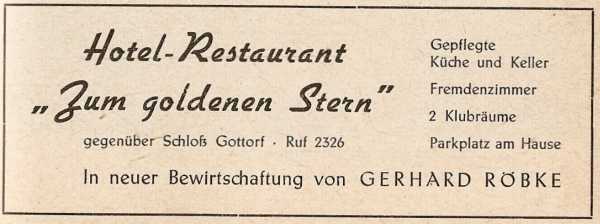 Hotel-Restaurant
„Zum goldenen Stern”
gegenüber Schloß Gottorf · Ruf 2326
Gepflegte
Küche und Keller
Fremdenzimmer
2 Klubräume
Parkplatz am Hause
In neuer Bewirtschaftung von GERHARD RÖBKE